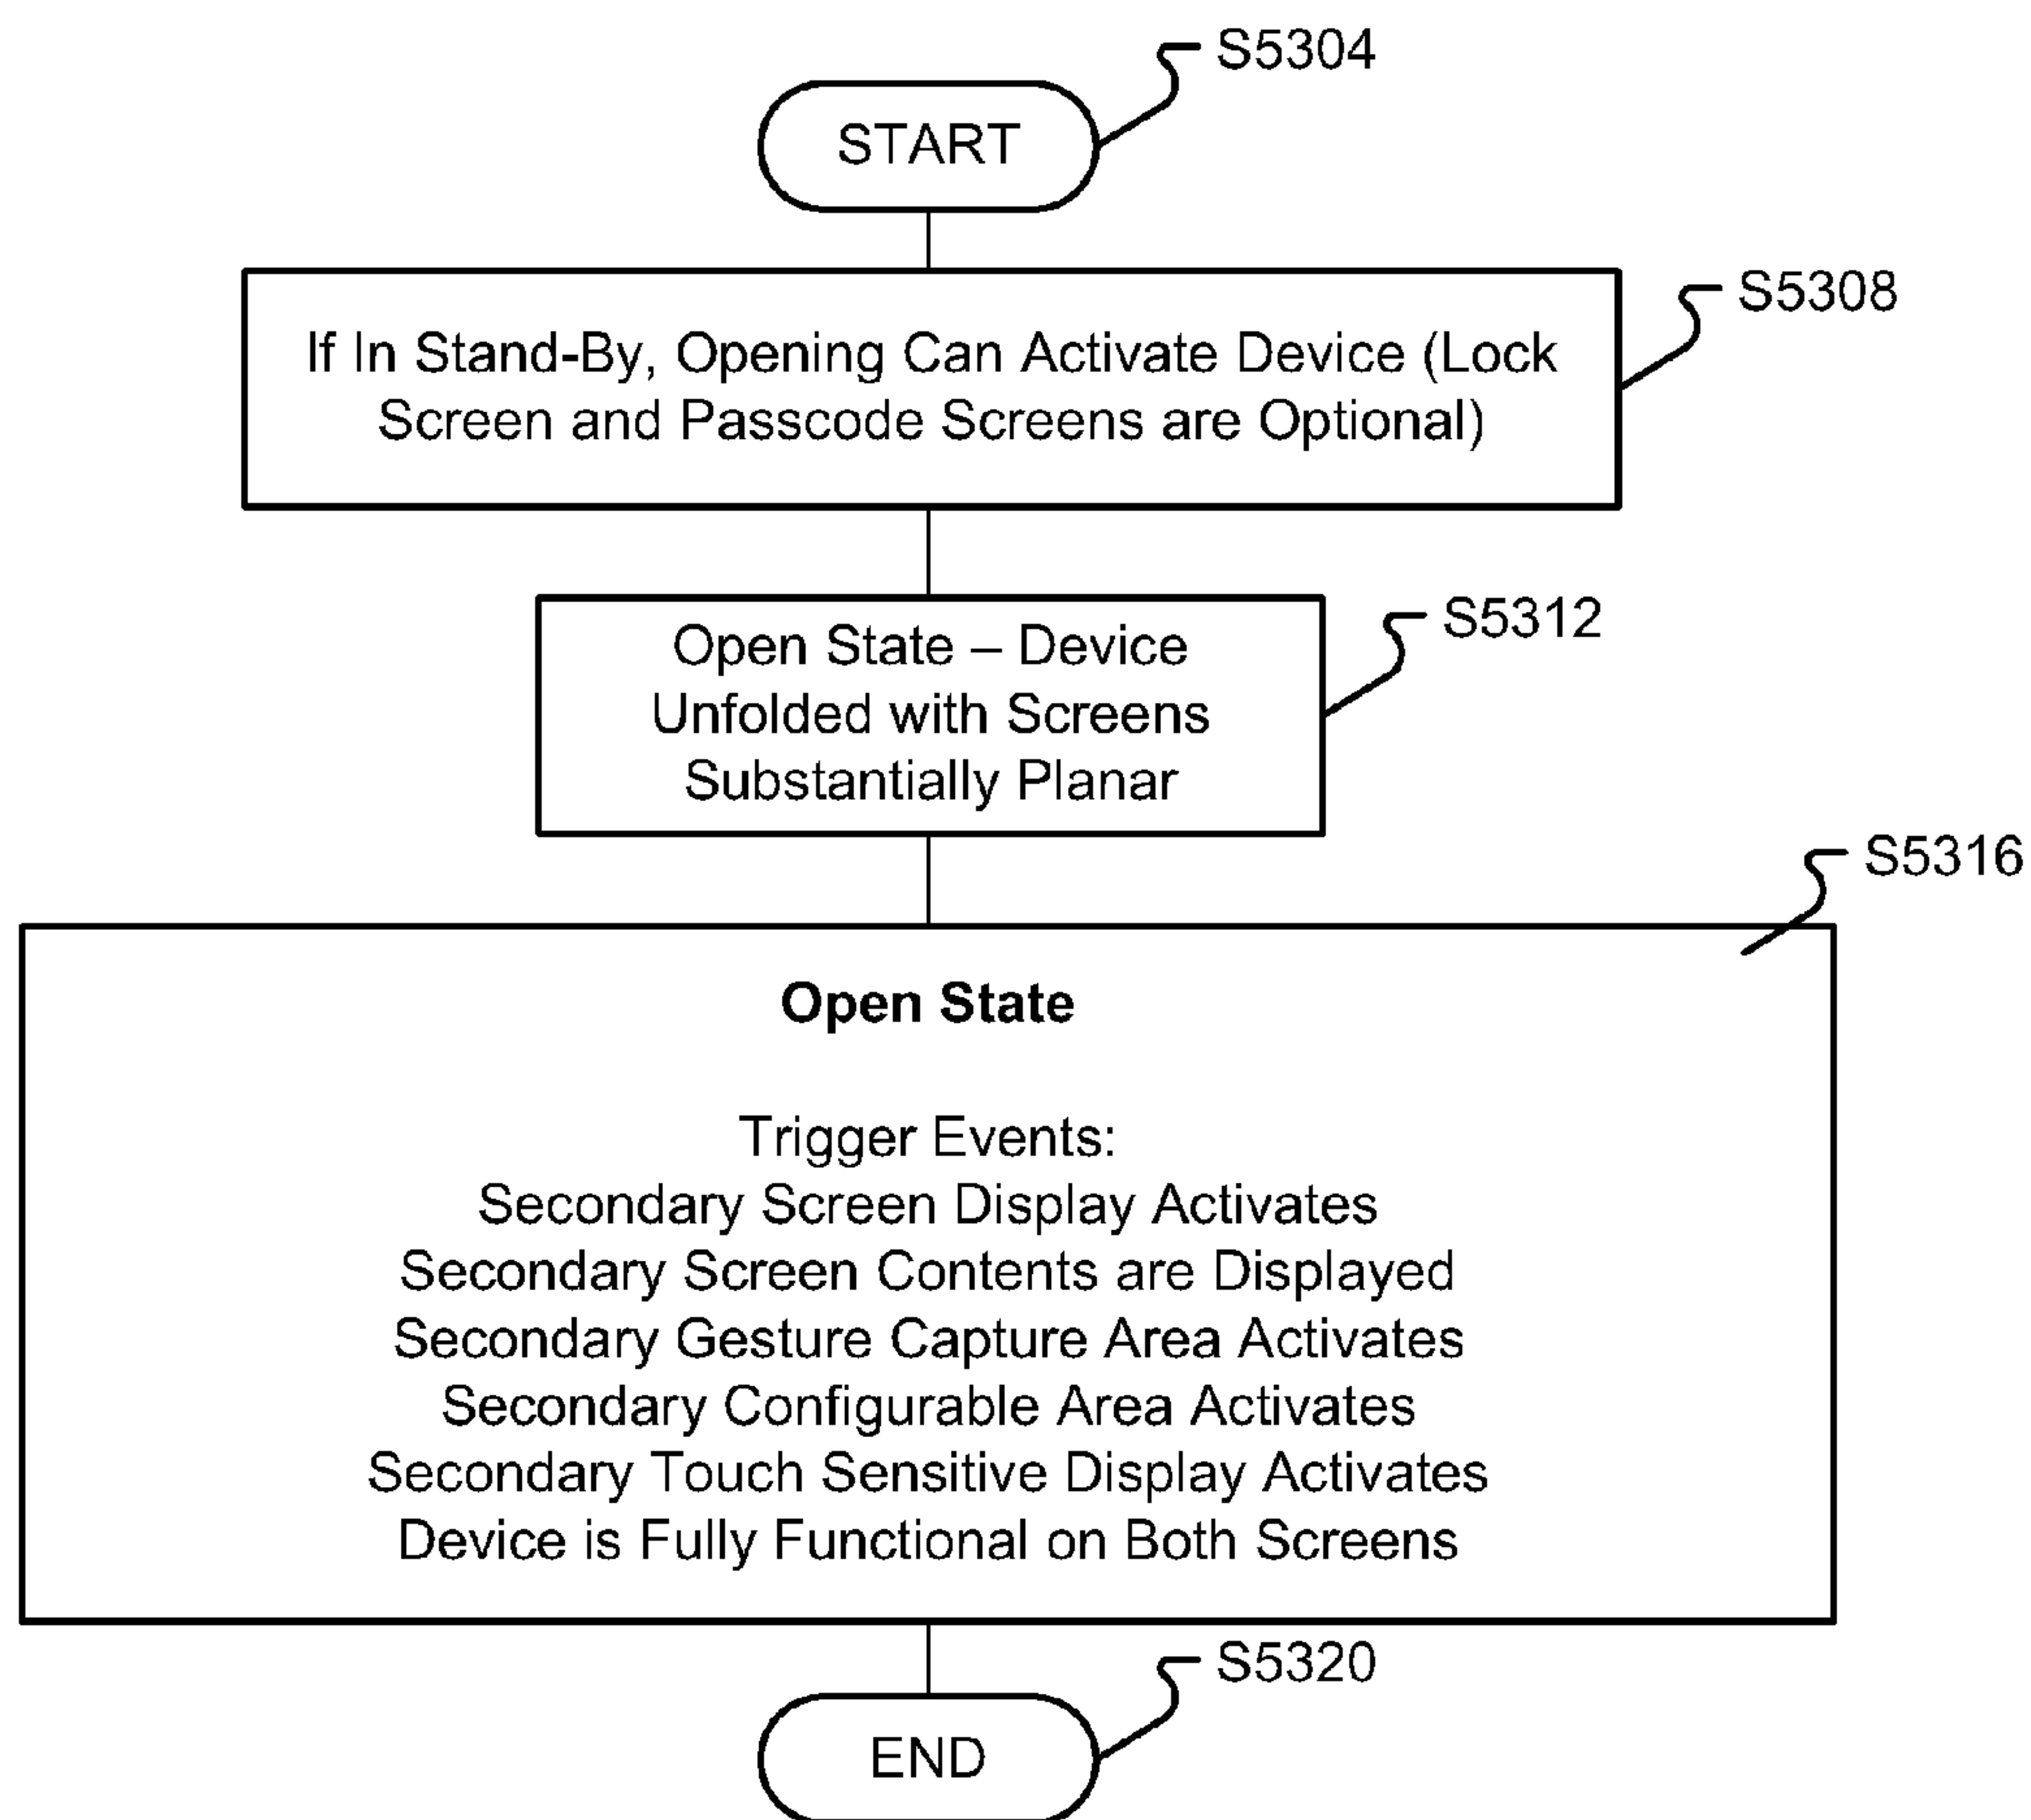 S5304
START
S5308
If In Stand-By, Opening Can Activate Device (Lock
Screen and Passcode Screens are Optional)
S5312
Open State – Device
Unfolded with Screens
Substantially Planar
S5316
Open State
Trigger Events:
Secondary Screen Display Activates
Secondary Screen Contents are Displayed
Secondary Gesture Capture Area Activates
Secondary Configurable Area Activates
Secondary Touch Sensitive Display Activates
Device is Fully Functional on Both Screens
S5320
END